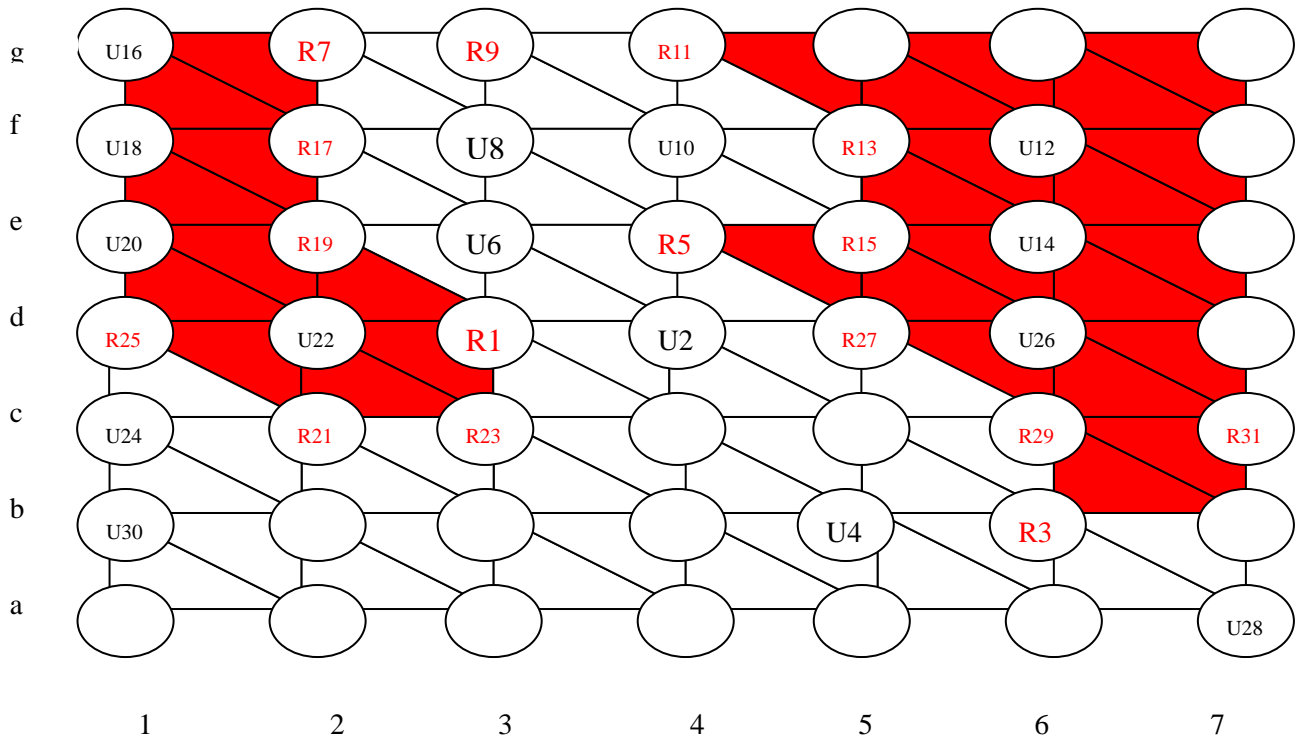 g U16 R7 R9 R11
f U18 R17 U8 U10 R13 U12
e U20 R19 U6 R5 R15 U14
d R25 U22 R1 U2 R27 U26
c U24 R21 R23 R29 R31
b U30 U4 R3
a U28
1 2 3 4 5 6 7